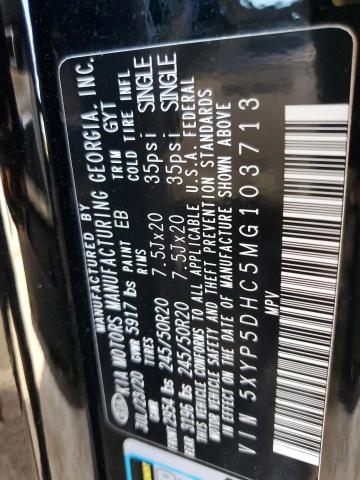 MANUFACTURED BY
KIA MOTORS MANUFACTURING GEORGIA, INC.
JUL/28/20 GVWR 5917 lbs PAINT EB TRIM GYT
GAWR TIRES RIMS COLD TIRE INFL
FRT 2954 lbs 245/50R20 7.5Jx20 35psi SINGLE
REAR 3196 lbs 245/50R20 7.5Jx20 35psi SINGLE
THIS VEHICLE CONFORMS TO ALL APPLICABLE U.S.A. FEDERAL
MOTOR VEHICLE SAFETY AND THEFT PREVENTION STANDARDS
IN EFFECT ON THE DATE OF MANUFACTURE SHOWN ABOVE
VIN 5XYP5DHC5MG103713
MPV